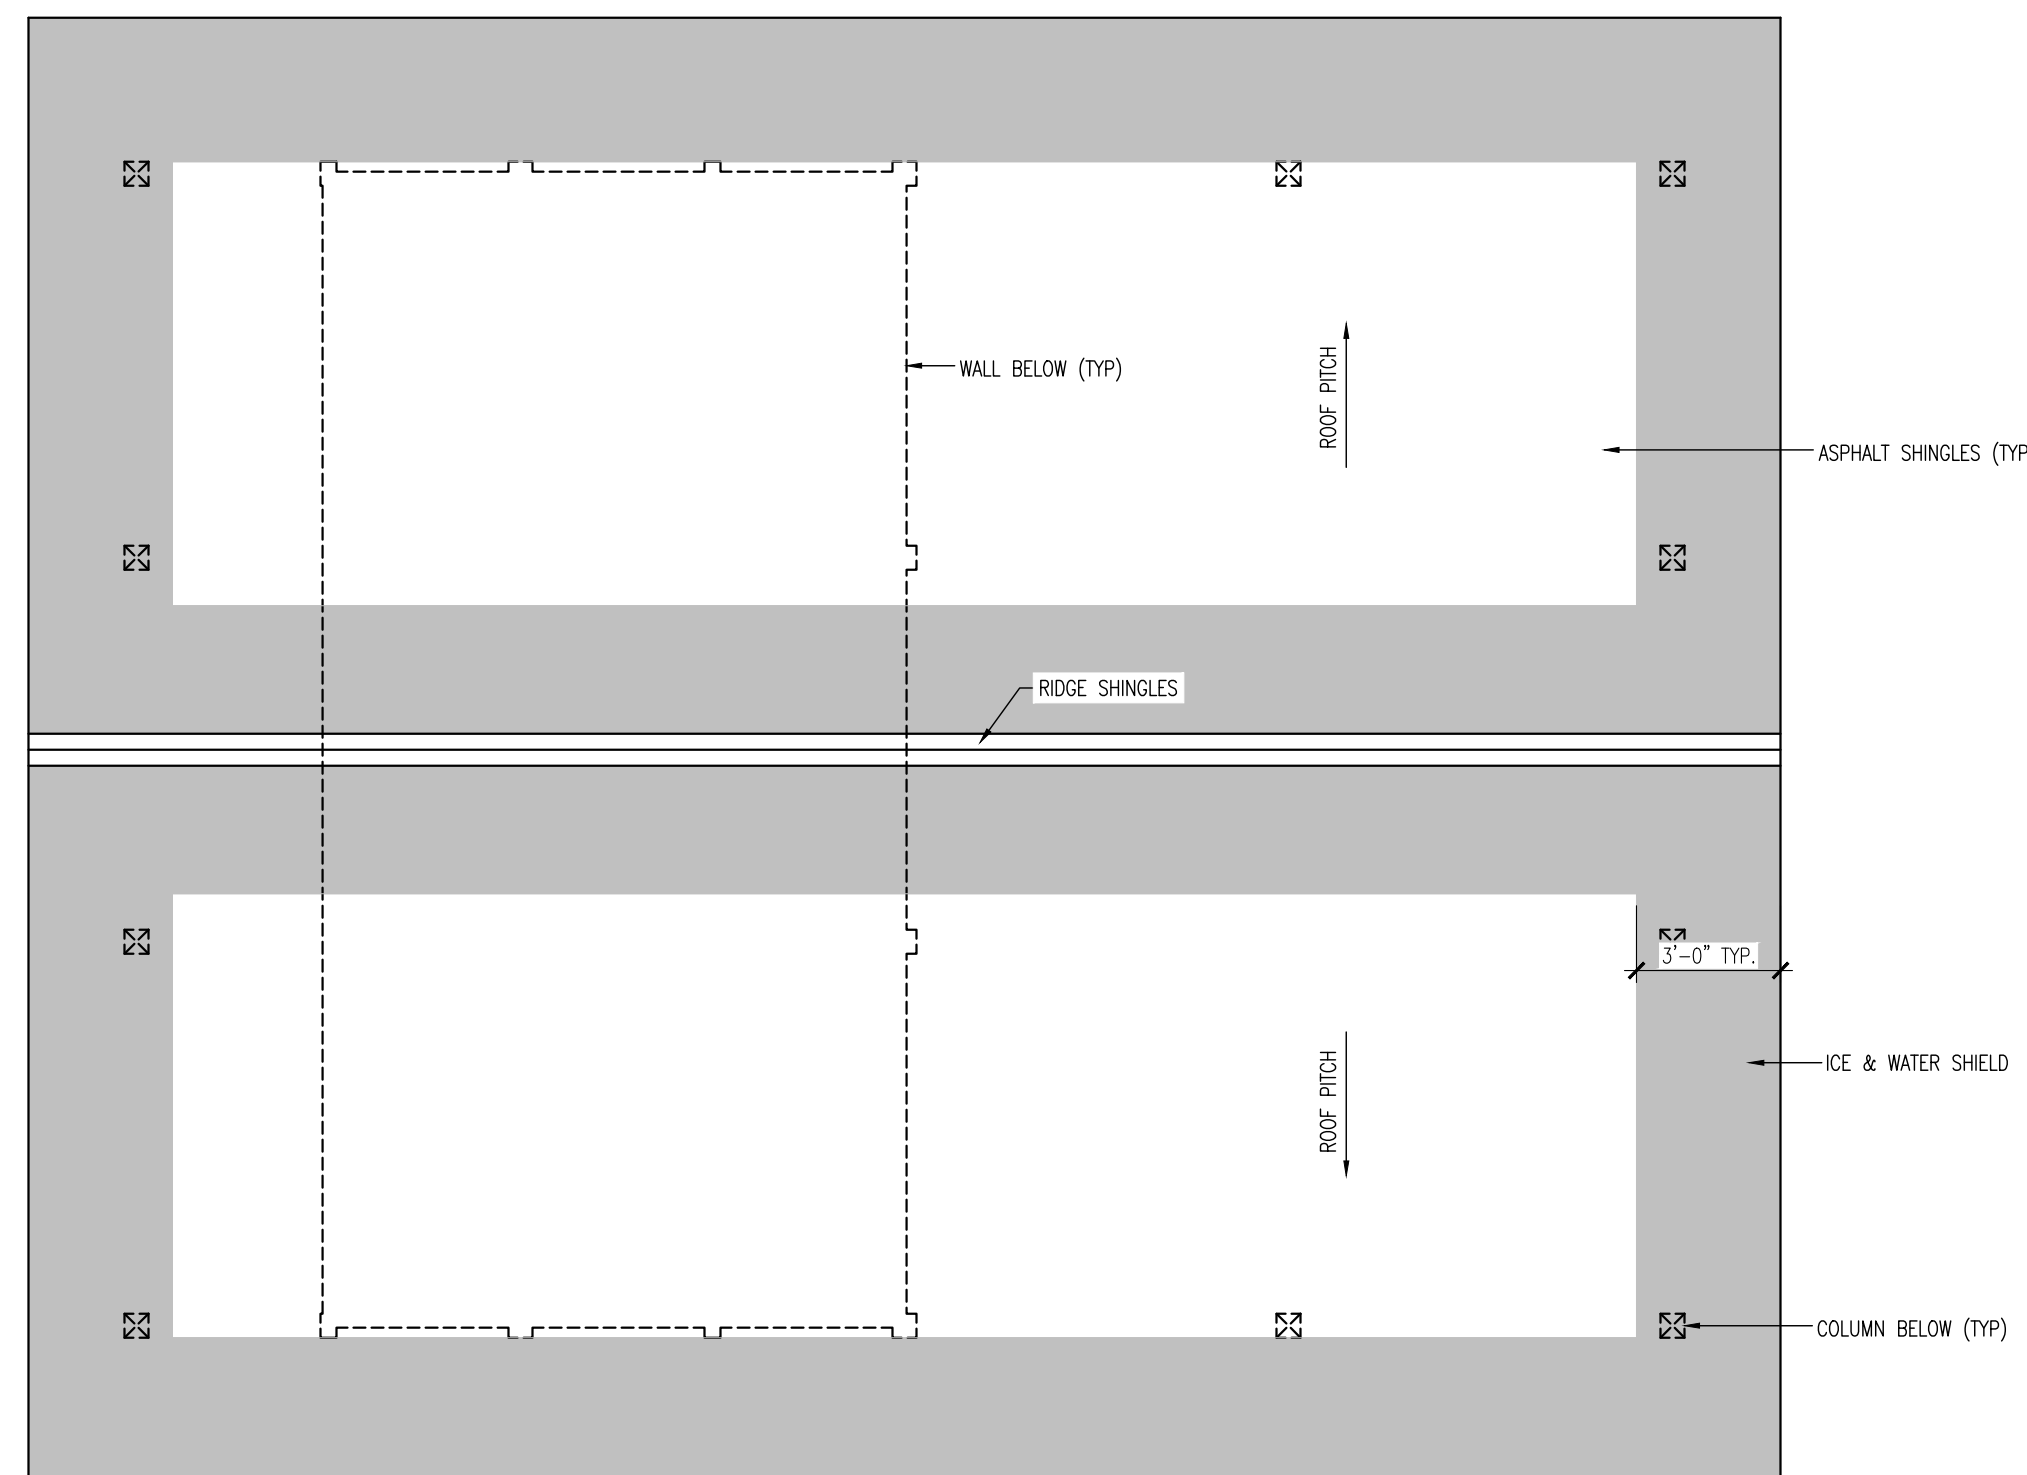 WALL BELOW (TYP)
ROOF PITCH
ASPHALT SHINGLES (TYP
RIDGE SHINGLES
3'-0" TYP.
ICE & WATER SHIELD
ROOF PITCH
COLUMN BELOW (TYP)